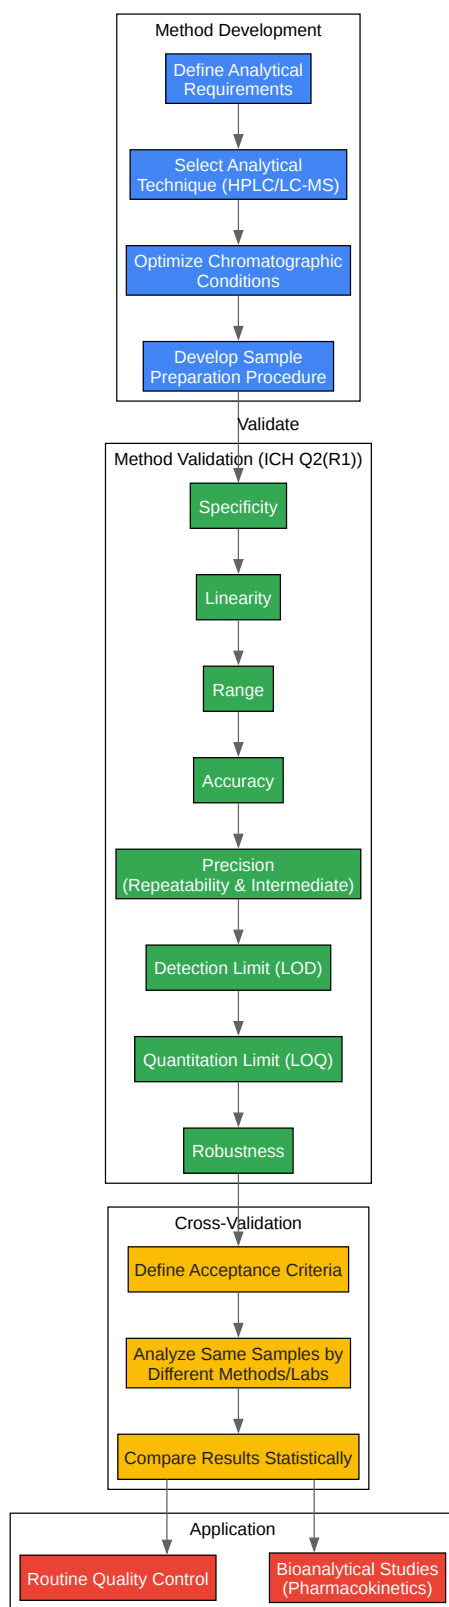 Method Development
Define Analytical
Requirements
Select Analytical
Technique (HPLC/LC-MS)
Optimize Chromatographic
Conditions
Develop Sample
Preparation Procedure
Validate
Method Validation (ICH Q2(R1))
Specificity
Linearity
Range
Accuracy
Precision
(Repeatability & Intermediate)
Detection Limit (LOD)
Quantitation Limit (LOQ)
Robustness
Cross-Validation
Define Acceptance Criteria
Analyze Same Samples by
Different Methods/Labs
Compare Results Statistically
Application
Routine Quality Control
Bioanalytical Studies
(Pharmacokinetics)